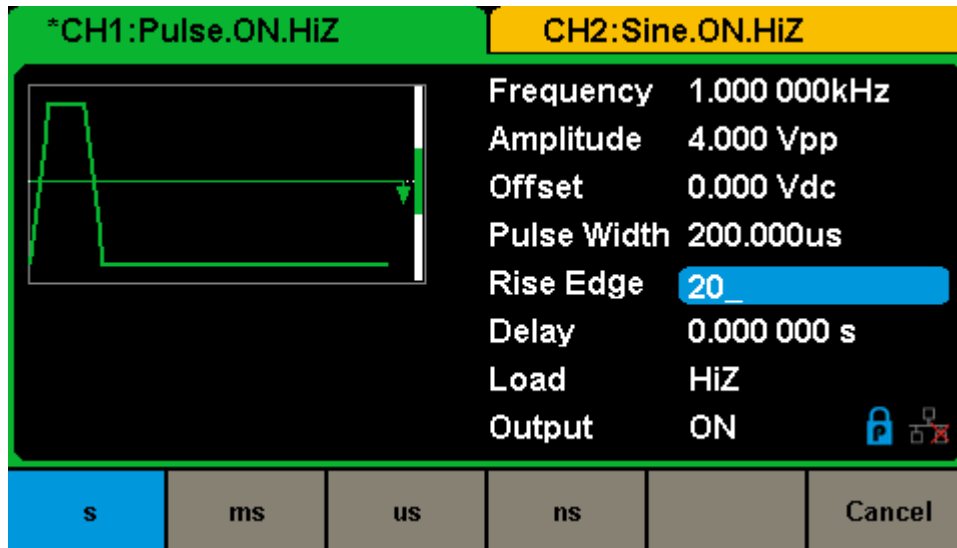 *CH1:Pulse.ON.HiZ CH2:Sine.ON.HiZ
Frequency 1.000 000kHz
Amplitude 4.000 Vpp
Offset 0.000 Vdc
Pulse Width 200.000us
Rise Edge 20_
Delay 0.000 000 s
Load HiZ
Output ON P
s ms us ns Cancel